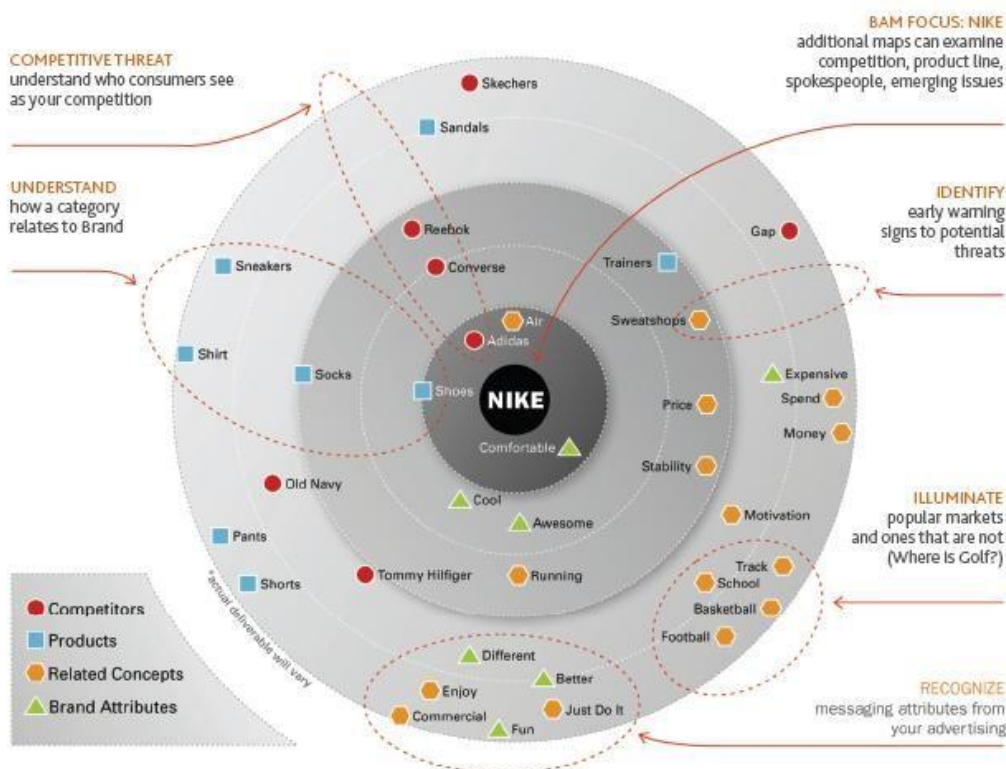 COMPETITIVE THREAT
understand who consumers see
as your competition
BAM FOCUS: NIKE
additional maps can examine
competition, product line,
spokespeople, emerging issues
UNDERSTAND
how a category
relates to Brand
IDENTIFY
early warning
signs to potential
threats
Skechers
Sandals
Reebok
Gap
Converse
Trainers
Sneakers
Sweatshops
Air
Adidas
Shirt
Socks
Shoes
NIKE
Expensive
Spend
Price
Money
Comfortable
Stability
Old Navy
Cool
Motivation
Awesome
Pants
Shorts
Tommy Hilfiger
Running
Track
School
Basketball
Football
ILLUMINATE
popular markets
and ones that are not
(Where Is Golf?)
Different
Better
Enjoy
Commercial
Just Do It
Fun
RECOGNIZE
messaging attributes from
your advertising
Competitors
Products
Related Concepts
Brand Attributes
*actual deliverable will vary